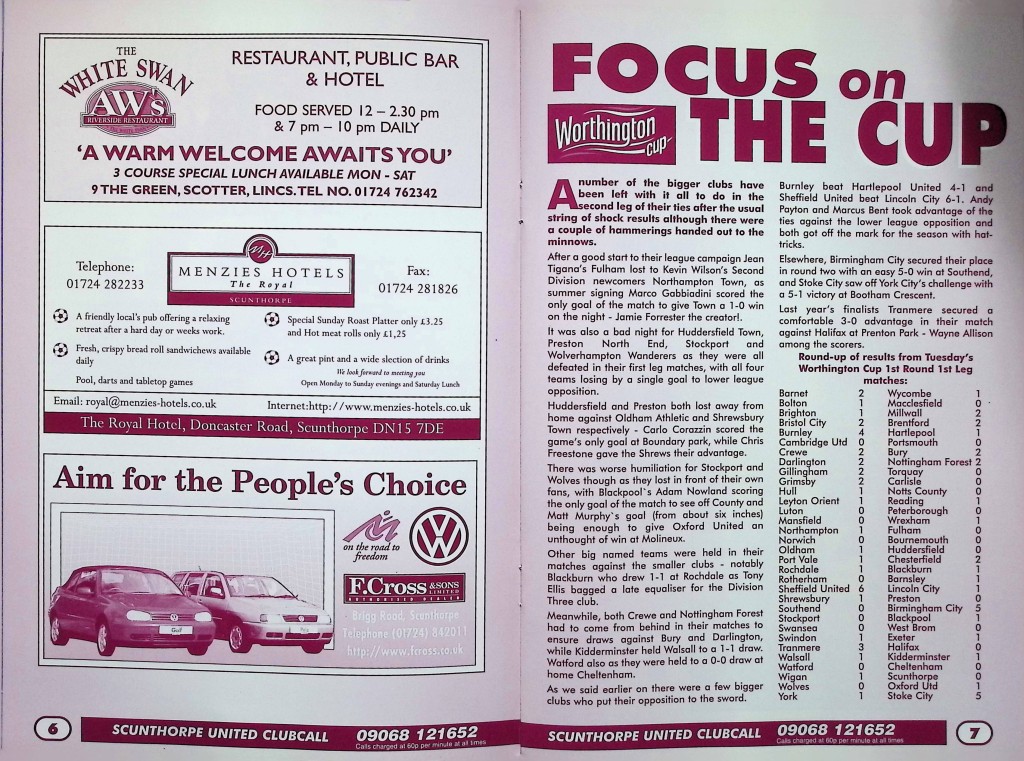 THE
WHITE SWAN
AW's
RIVERSIDE RESTAURANT
RESTAURANT, PUBLIC BAR
& HOTEL
FOOD SERVED 12 – 2.30 pm
& 7 pm – 10 pm DAILY
'A WARM WELCOME AWAITS YOU'
3 COURSE SPECIAL LUNCH AVAILABLE MON - SAT
9 THE GREEN, SCOTTER, LINCS. TEL NO. 01724 762342
Telephone:
01724 282233
MH
MENZIES HOTELS
The Royal
SCUNTHORPE
Fax:
01724 281826
A friendly local's pub offering a relaxing
retreat after a hard day or weeks work.
Fresh, crispy bread roll sandwichews available
daily
Pool, darts and tabletop games
Special Sunday Roast Platter only £3.25
and Hot meat rolls only £1,25
A great pint and a wide slection of drinks
We look forward to meeting you
Open Monday to Sunday evenings and Saturday Lunch
Email: royal@menzies-hotels.co.uk
Internet:http://www.menzies-hotels.co.uk
The Royal Hotel, Doncaster Road, Scunthorpe DN15 7DE
Aim for the People's Choice
on the road to
freedom
F.CROSS & SONS
LIMITED
AUTHORISED DEALER
Brigg Road, Scunthorpe
Telephone (01724) 842011
http://www.fcross.co.uk
Golf
Polo
6
SCUNTHORPE UNITED CLUBCALL
09068 121652
Calls charged at 60p per minute at all times
FOCUS on
Worthington
cup
THE CUP
A number of the bigger clubs have
been left with it all to do in the
second leg of their ties after the usual
string of shock results although there were
a couple of hammerings handed out to the
minnows.
After a good start to their league campaign Jean
Tigana's Fulham lost to Kevin Wilson's Second
Division newcomers Northampton Town, as
summer signing Marco Gabbiadini scored the
only goal of the match to give Town a 1-0 win
on the night - Jamie Forrester the creator!.
It was also a bad night for Huddersfield Town,
Preston North End, Stockport and
Wolverhampton Wanderers as they were all
defeated in their first leg matches, with all four
teams losing by a single goal to lower league
opposition.
Huddersfield and Preston both lost away from
home against Oldham Athletic and Shrewsbury
Town respectively - Carlo Corazzin scored the
game's only goal at Boundary park, while Chris
Freestone gave the Shrews their advantage.
There was worse humiliation for Stockport and
Wolves though as they lost in front of their own
fans, with Blackpool`s Adam Nowland scoring
the only goal of the match to see off County and
Matt Murphy`s goal (from about six inches)
being enough to give Oxford United an
unthought of win at Molineux.
Other big named teams were held in their
matches against the smaller clubs - notably
Blackburn who drew 1-1 at Rochdale as Tony
Ellis bagged a late equaliser for the Division
Three club.
Meanwhile, both Crewe and Nottingham Forest
had to come from behind in their matches to
ensure draws against Bury and Darlington,
while Kidderminster held Walsall to a 1-1 draw.
Watford also as they were held to a 0-0 draw at
home Cheltenham.
As we said earlier on there were a few bigger
clubs who put their opposition to the sword.
Burnley beat Hartlepool United 4-1 and
Sheffield United beat Lincoln City 6-1. Andy
Payton and Marcus Bent took advantage of the
ties against the lower league opposition and
both got off the mark for the season with hat-
tricks.
Elsewhere, Birmingham City secured their place
in round two with an easy 5-0 win at Southend,
and Stoke City saw off York City's challenge with
a 5-1 victory at Bootham Crescent.
Last year's finalists Tranmere secured a
comfortable 3-0 advantage in their match
against Halifax at Prenton Park - Wayne Allison
among the scorers.
Round-up of results from Tuesday's
Worthington Cup 1st Round 1st Leg
matches:
Barnet 2 Wycombe 1
Bolton 1 Macclesfield 0
Brighton 1 Millwall 2
Bristol City 2 Brentford 2
Burnley 4 Hartlepool 1
Cambridge Utd 0 Portsmouth 0
Crewe 2 Bury 2
Darlington 2 Nottingham Forest 2
Gillingham 2 Torquay 0
Grimsby 2 Carlisle 0
Hull 1 Notts County 0
Leyton Orient 1 Reading 1
Luton 0 Peterborough 0
Mansfield 0 Wrexham 1
Northampton 1 Fulham 0
Norwich 0 Bournemouth 0
Oldham 1 Huddersfield 0
Port Vale 1 Chesterfield 2
Rochdale 1 Blackburn 1
Rotherham 0 Barnsley 1
Sheffield United 6 Lincoln City 1
Shrewsbury 1 Preston 0
Southend 0 Birmingham City 5
Stockport 0 Blackpool 1
Swansea 0 West Brom 0
Swindon 1 Exeter 1
Tranmere 3 Halifax 0
Walsall 1 Kidderminster 1
Watford 0 Cheltenham 0
Wigan 1 Scunthorpe 0
Wolves 0 Oxford Utd 1
York 1 Stoke City 5
SCUNTHORPE UNITED CLUBCALL
09068 121652
Calls charged at 60p per minute at all times
7